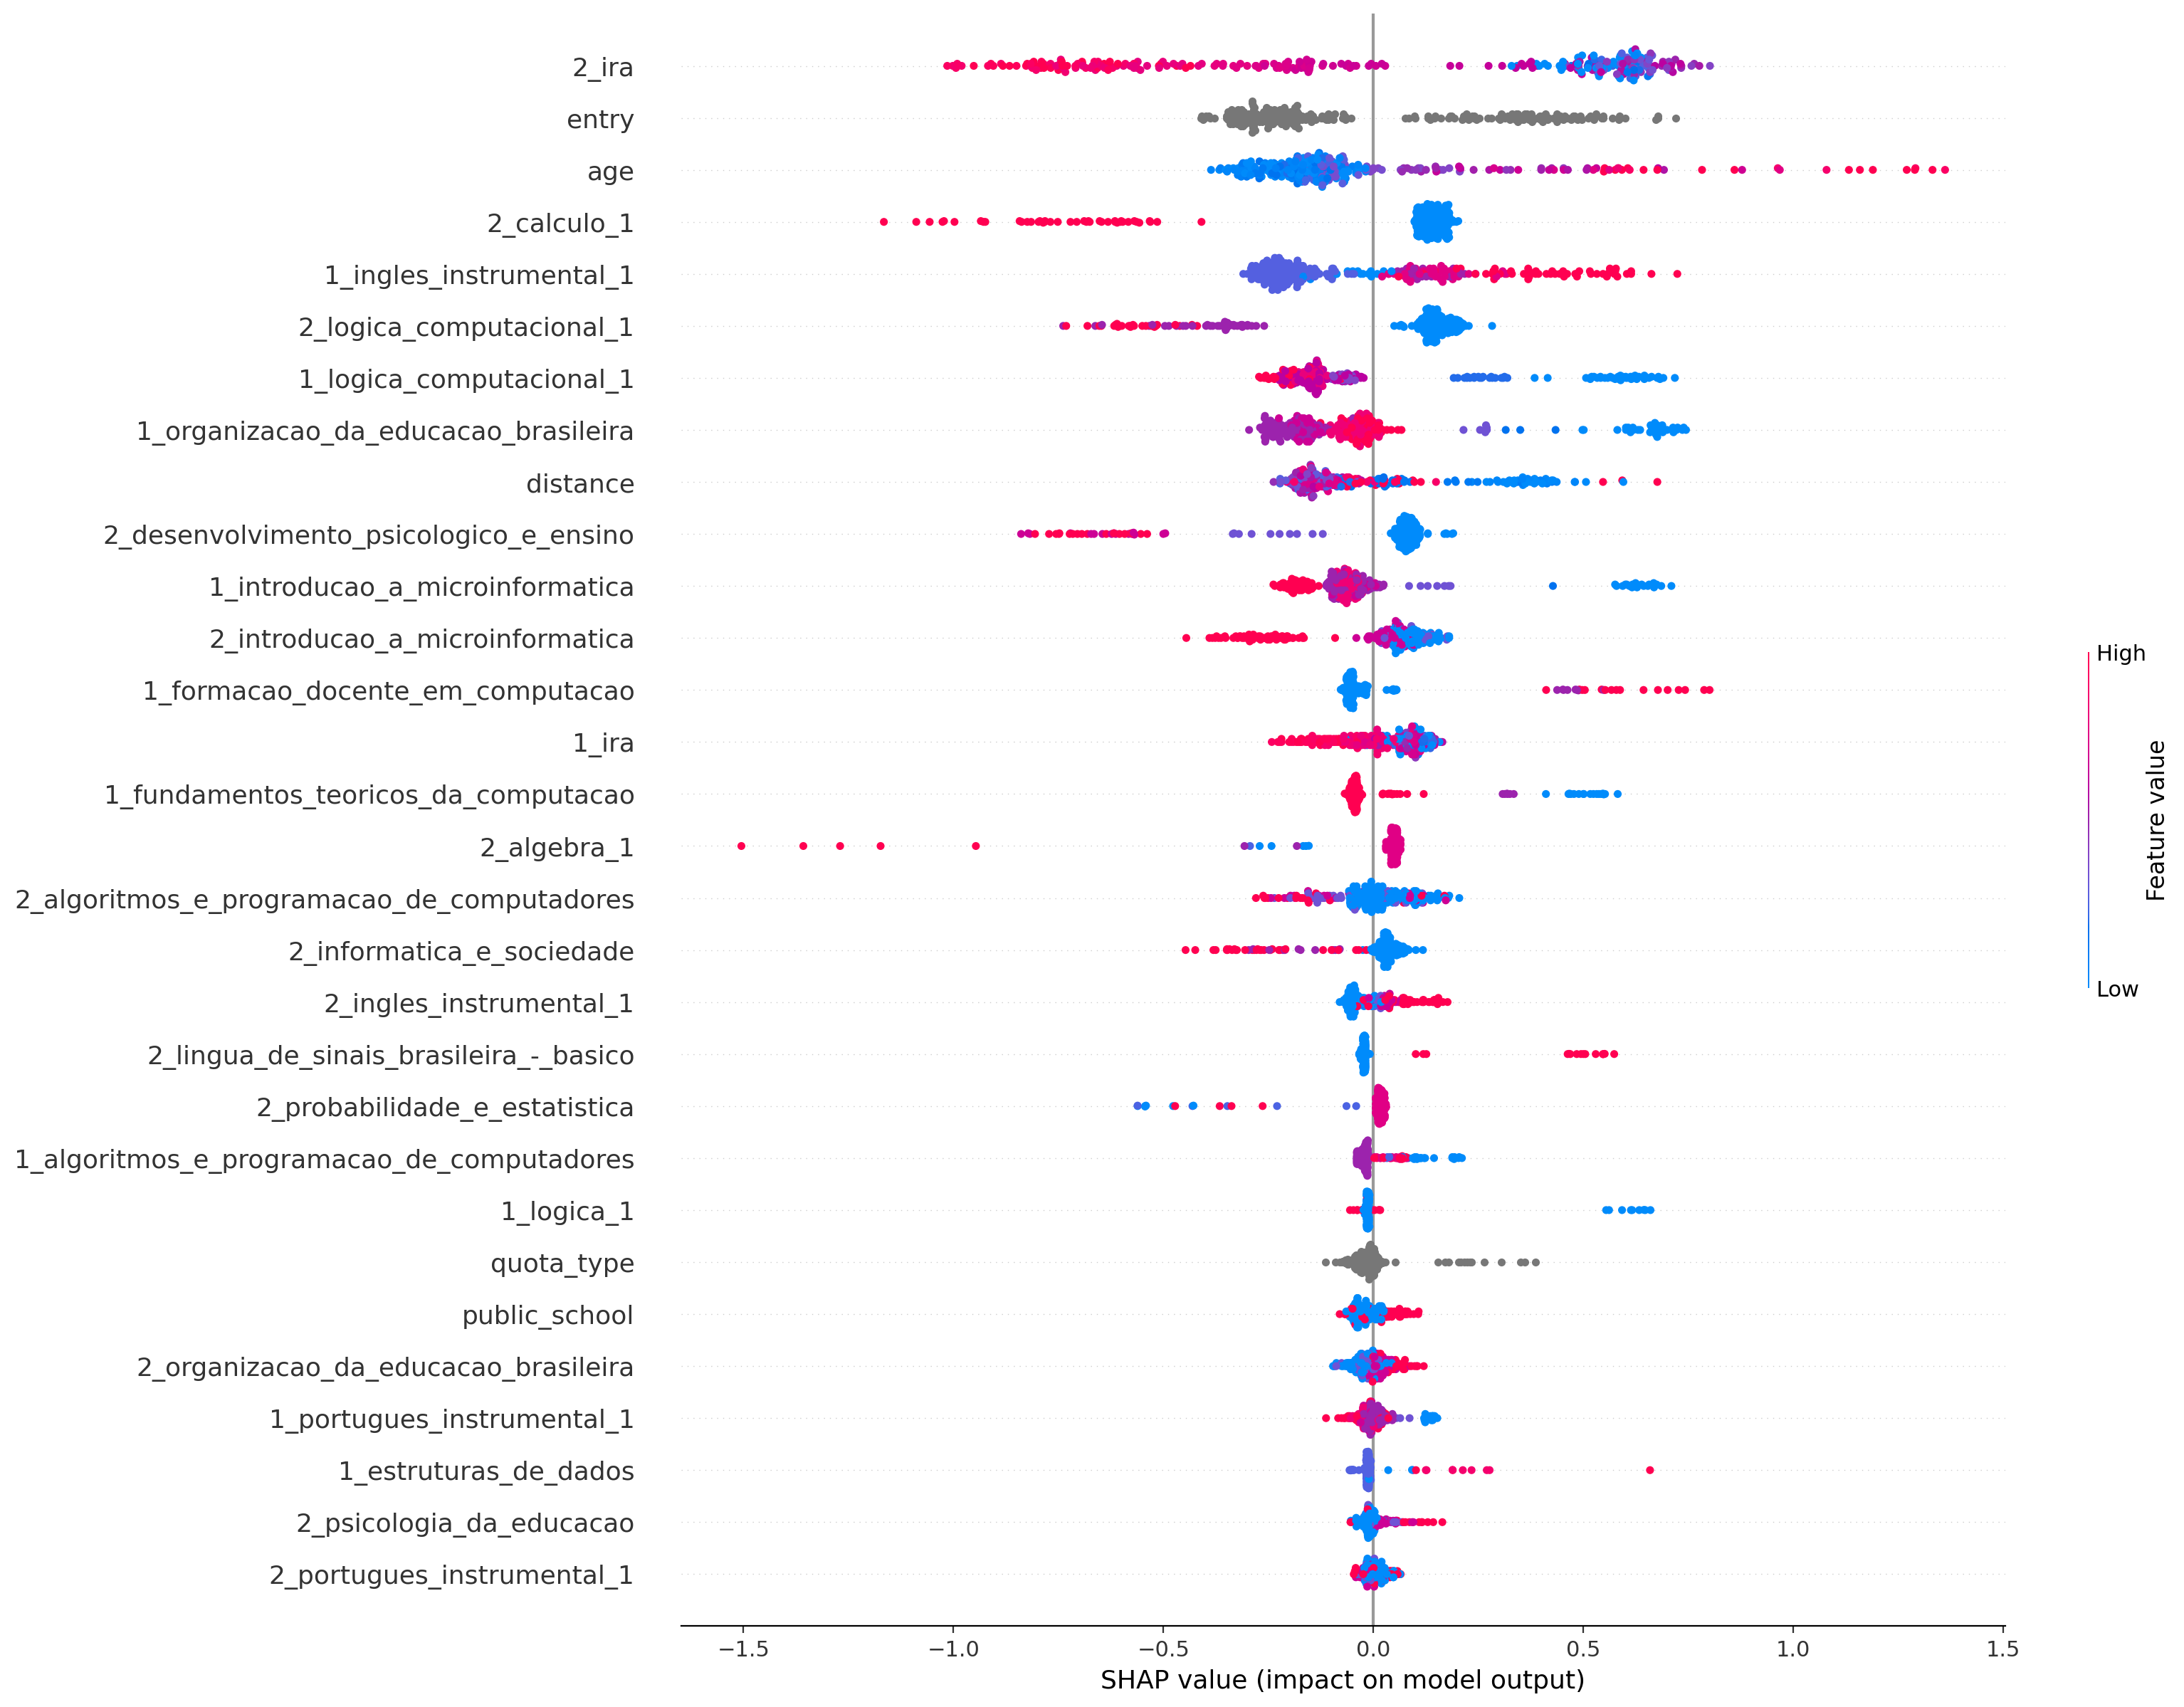 2_ira
entry
age
2_calculo_1
1_ingles_instrumental_1
2_logica_computacional_1
1_logica_computacional_1
1_organizacao_da_educacao_brasileira
distance
2_desenvolvimento_psicologico_e_ensino
1_introducao_a_microinformatica
2_introducao_a_microinformatica
1_formacao_docente_em_computacao
1_ira
1_fundamentos_teoricos_da_computacao
2_algebra_1
2_algoritmos_e_programacao_de_computadores
2_informatica_e_sociedade
2_ingles_instrumental_1
2_lingua_de_sinais_brasileira_-_basico
2_probabilidade_e_estatistica
1_algoritmos_e_programacao_de_computadores
1_logica_1
quota_type
public_school
2_organizacao_da_educacao_brasileira
1_portugues_instrumental_1
1_estruturas_de_dados
2_psicologia_da_educacao
2_portugues_instrumental_1
−1.5 −1.0 −0.5 0.0 0.5 1.0 1.5
SHAP value (impact on model output)
High
Feature value
Low